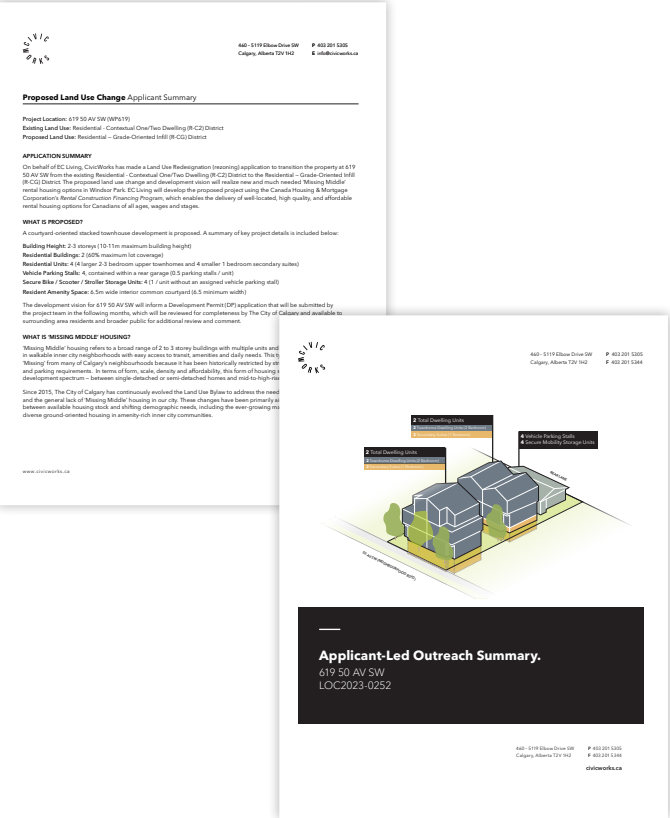 CIVIC WORKS
460 - 5119 Elbow Drive SW P 403 201 5305
Calgary, Alberta T2V 1H2 E info@civicworks.ca
Proposed Land Use Change Applicant Summary
Project Location: 619 50 AV SW (WP619)
Existing Land Use: Residential - Contextual One/Two Dwelling (R-C2) District
Proposed Land Use: Residential – Grade-Oriented Infill (R-CG) District
APPLICATION SUMMARY
On behalf of EC Living, CivicWorks has made a Land Use Redesignation (rezoning) application to transition the property at 619
50 AV SW from the existing Residential - Contextual One/Two Dwelling (R-C2) District to the Residential – Grade-Oriented Infill
(R-CG) District. The proposed land use change and development vision will realize new and much needed 'Missing Middle'
rental housing options in Windsor Park. EC Living will develop the proposed project using the Canada Housing & Mortgage
Corporation's Rental Construction Financing Program, which enables the delivery of well-located, high quality, and affordable
rental housing options for Canadians of all ages, wages and stages.
WHAT IS PROPOSED?
A courtyard-oriented stacked townhouse development is proposed. A summary of key project details is included below:
Building Height: 2-3 storeys (10-11m maximum building height)
Residential Buildings: 2 (60% maximum lot coverage)
Residential Units: 4 (4 larger 2-3 bedroom upper townhomes and 4 smaller 1 bedroom secondary suites)
Vehicle Parking Stalls: 4, contained within a rear garage (0.5 parking stalls / unit)
Secure Bike / Scooter / Stroller Storage Units: 4 (1 / unit without an assigned vehicle parking stall)
Resident Amenity Space: 6.5m wide interior common courtyard (6.5 minimum width)
The development vision for 619 50 AV SW will inform a Development Permit (DP) application that will be submitted by
the project team in the following months, which will be reviewed for completeness by The City of Calgary and available to
surrounding area residents and broader public for additional review and comment.
WHAT IS 'MISSING MIDDLE' HOUSING?
'Missing Middle' housing refers to a broad range of 2 to 3 storey buildings with multiple units and
in walkable inner city neighborhoods with easy access to transit, amenities and daily needs. This
'Missing' from many of Calgary's neighbourhoods because it has been historically restricted by
and parking requirements. In terms of form, scale, density and affordability, this form of housing
development spectrum – between single-detached or semi-detached homes and mid-to-high-rise
Since 2015, The City of Calgary has continuously evolved the Land Use Bylaw to address the need
and the general lack of 'Missing Middle' housing in our city. These changes have been primarily
between available housing stock and shifting demographic needs, including the ever-growing
diverse ground-oriented housing in amenity-rich inner city communities.
www.civicworks.ca
CIVIC WORKS
460 - 5119 Elbow Drive SW P 403 201 5305
Calgary, Alberta T2V 1H2 F 403 201 5344
2 Total Dwelling Units
4 Vehicle Parking Stalls
4 Secure Mobility Storage Units
2 Total Dwelling Units
REAR LANE
Applicant-Led Outreach Summary.
619 50 AV SW
LOC2023-0252
460 - 5119 Elbow Drive SW P 403 201 5305
Calgary, Alberta T2V 1H2 F 403 201 5344
civicworks.ca